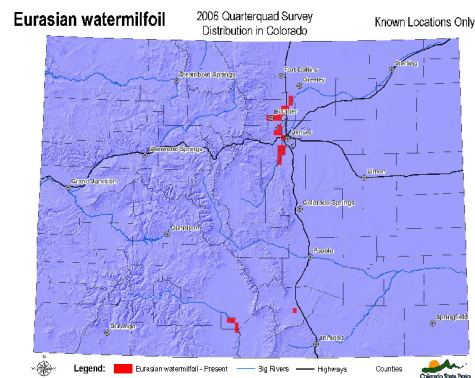 Eurasian watermilfoil
2006 Quarterquad Survey
Distribution in Colorado
Known Locations Only
Steamboat Springs
Fort Collins
Greeley
Sterling
Boulder
Denver
Glenwood Springs
Grand Junction
Limon
Colorado Springs
Gunnison
Pueblo
Springfield
Durango
Trinidad
Legend:
Eurasian watermilfoil - Present
Big Rivers
Highways
Counties
Colorado State Parks